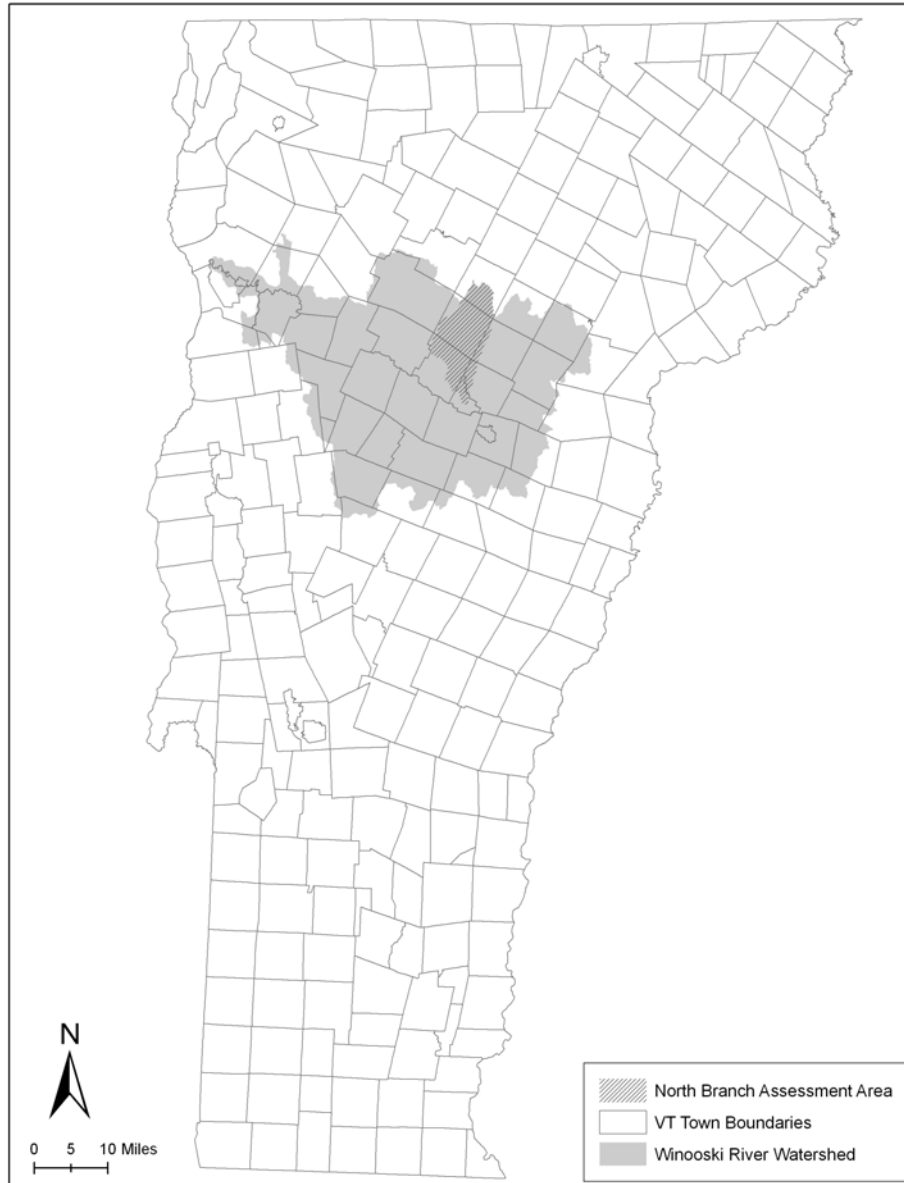 N
0 5 10 Miles
North Branch Assessment Area
VT Town Boundaries
Winooski River Watershed